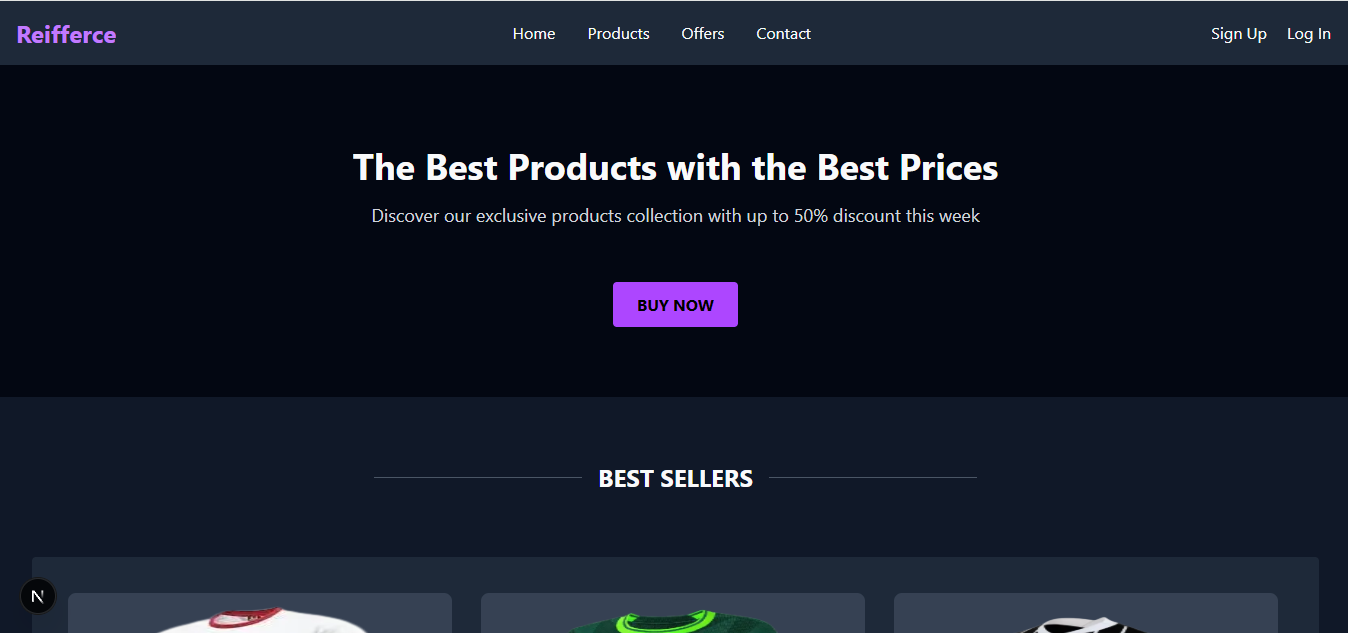 Reifferce
Home Products Offers Contact
Sign Up Log In
The Best Products with the Best Prices
Discover our exclusive products collection with up to 50% discount this week
BUY NOW
BEST SELLERS
N